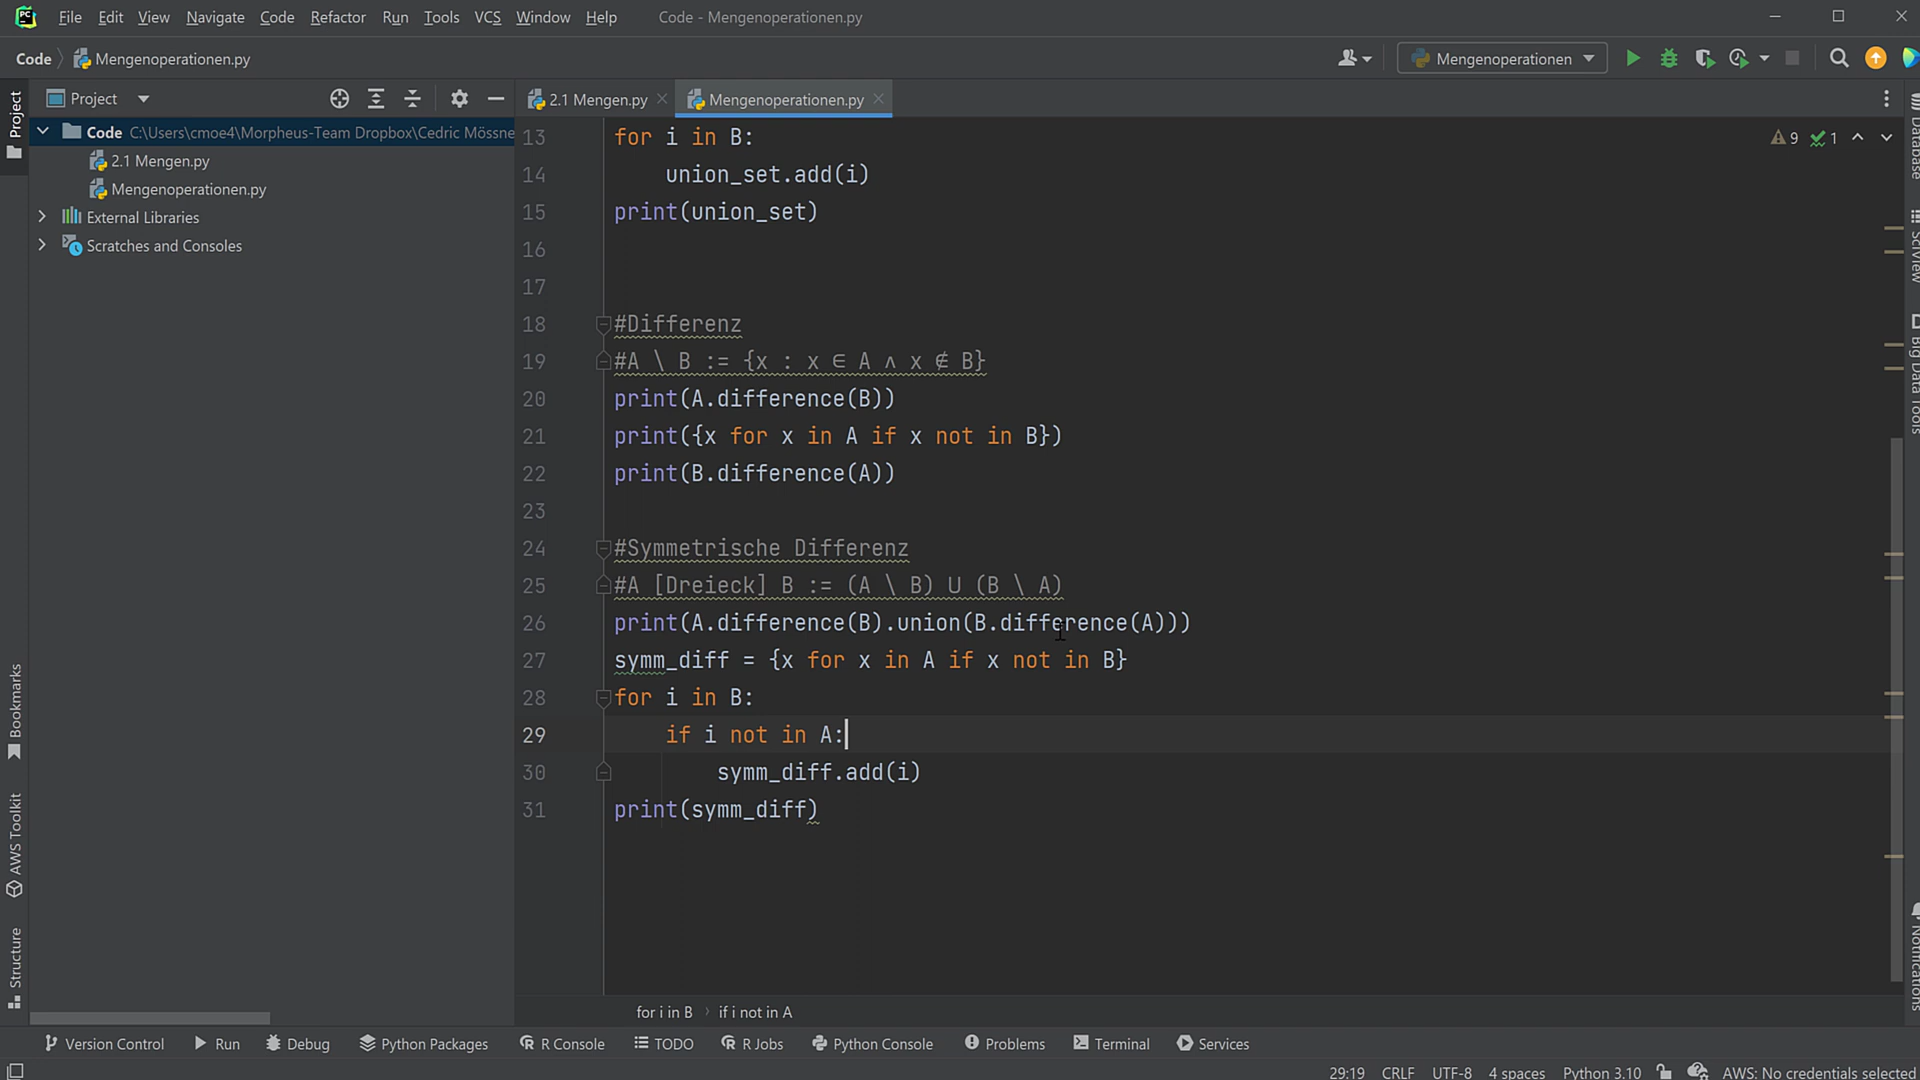 PC File Edit View Navigate Code Refactor Run Tools VCS Window Help Code - Mengenoperationen.py
Code Mengenoperationen.py Mengenoperationen
Project 2.1 Mengen.py Mengenoperationen.py
Code C:\Users\cmoe4\Morpheus-Team Dropbox\Cedric Mössne
2.1 Mengen.py
Mengenoperationen.py
External Libraries
Scratches and Consoles
Project
Bookmarks
AWS Toolkit
Structure
9 1
13 for i in B:
14 union_set.add(i)
15 print(union_set)
16
17
18 #Differenz
19 #A \ B := {x : x ∈ A ∧ x ∉ B}
20 print(A.difference(B))
21 print({x for x in A if x not in B})
22 print(B.difference(A))
23
24 #Symmetrische Differenz
25 #A [Dreieck] B := (A \ B) U (B \ A)
26 print(A.difference(B).union(B.difference(A)))
27 symm_diff = {x for x in A if x not in B}
28 for i in B:
29 if i not in A:
30 symm_diff.add(i)
31 print(symm_diff)
Database
SciView
Big Data Tools
Notifications
for i in B if i not in A
Version Control Run Debug Python Packages R Console TODO R Jobs Python Console Problems Terminal Services
29:19 CRLF UTF-8 4 spaces Python 3.10 AWS: No credentials selected